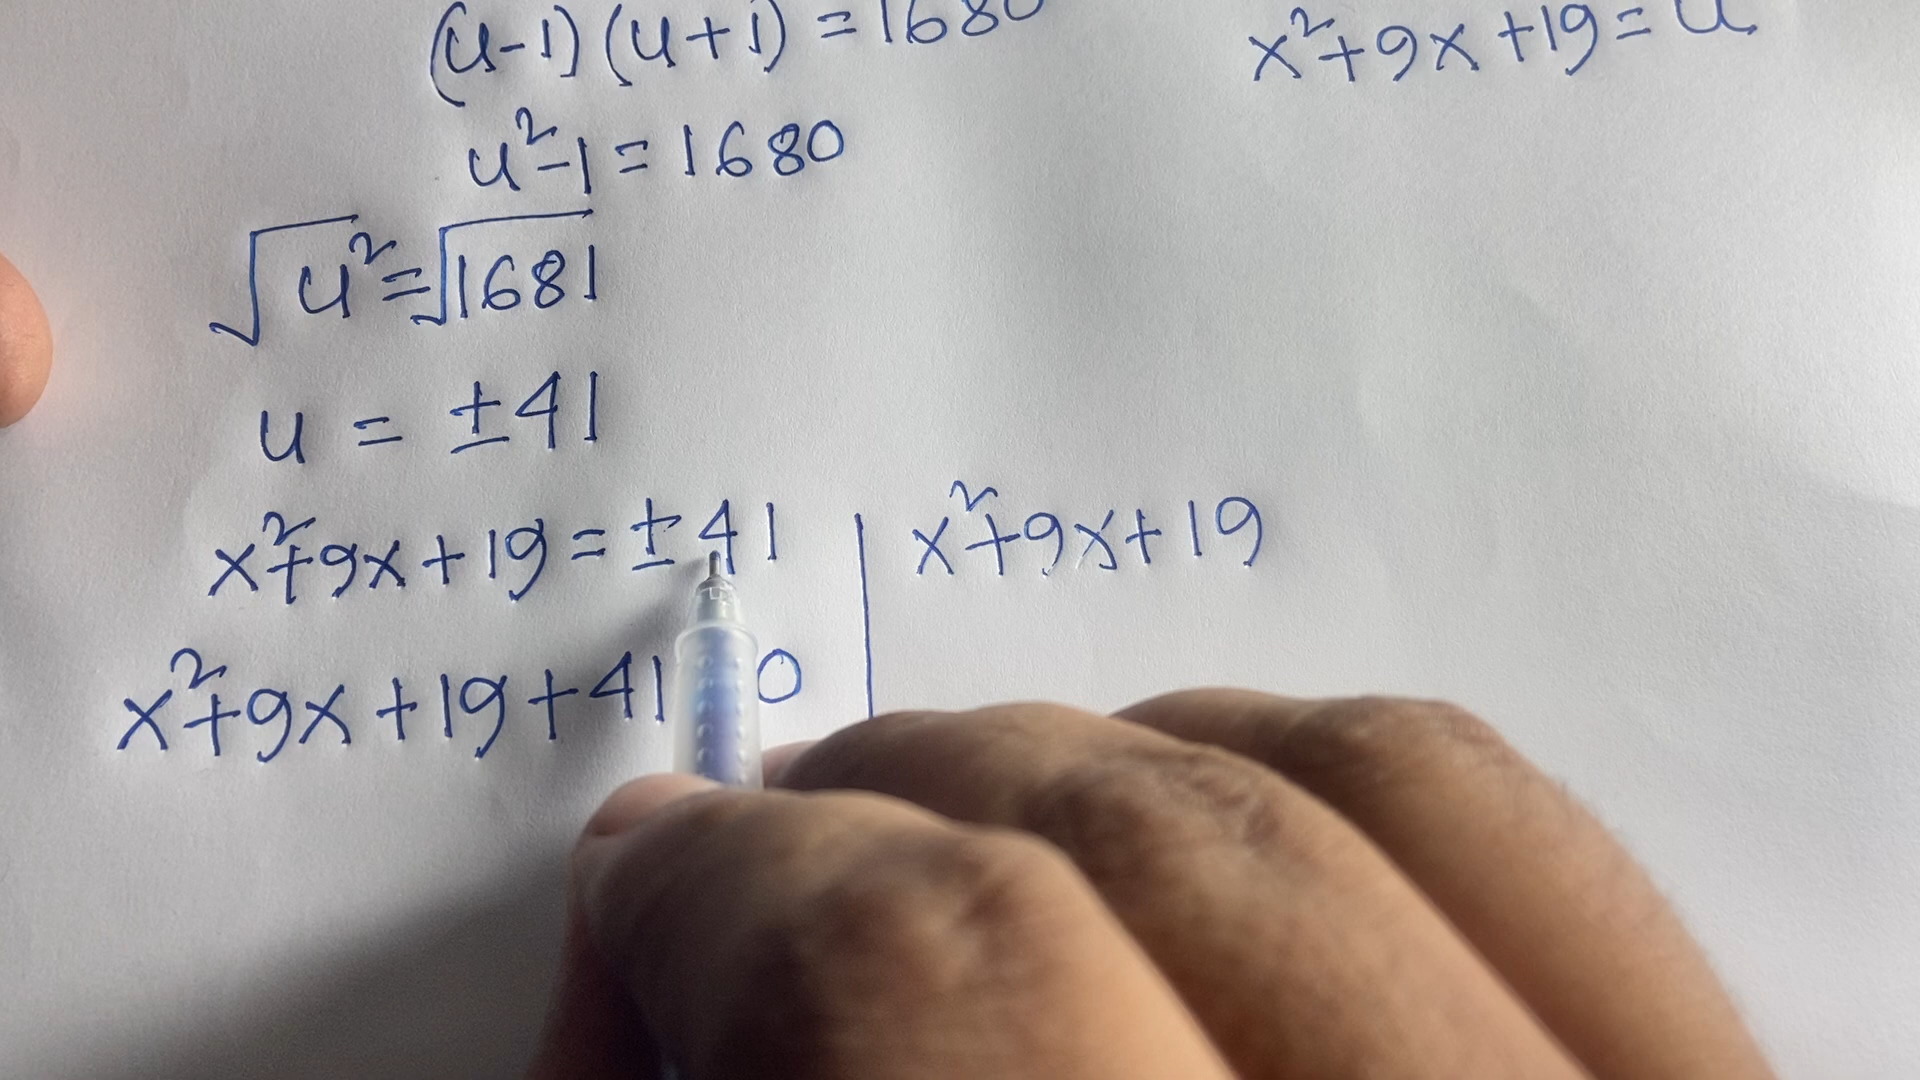 (u-1)(u+1) = 1680
x²+9x+19 = u
u²-1 = 1680
√u² = √1681
u = ±41
x²+9x+19 = ±41 | x²+9x+19
x²+9x+19+41 0